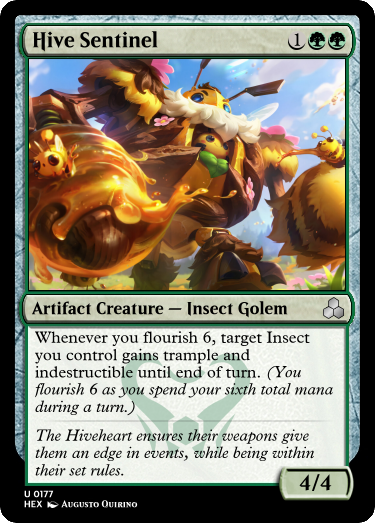 Hive Sentinel 1
Artifact Creature — Insect Golem
Whenever you flourish 6, target Insect
you control gains trample and
indestructible until end of turn. (You
flourish 6 as you spend your sixth total mana
during a turn.)
The Hiveheart ensures their weapons give
them an edge in events, while being within
their set rules.
4/4
U 0177
HEX Augusto Quirino